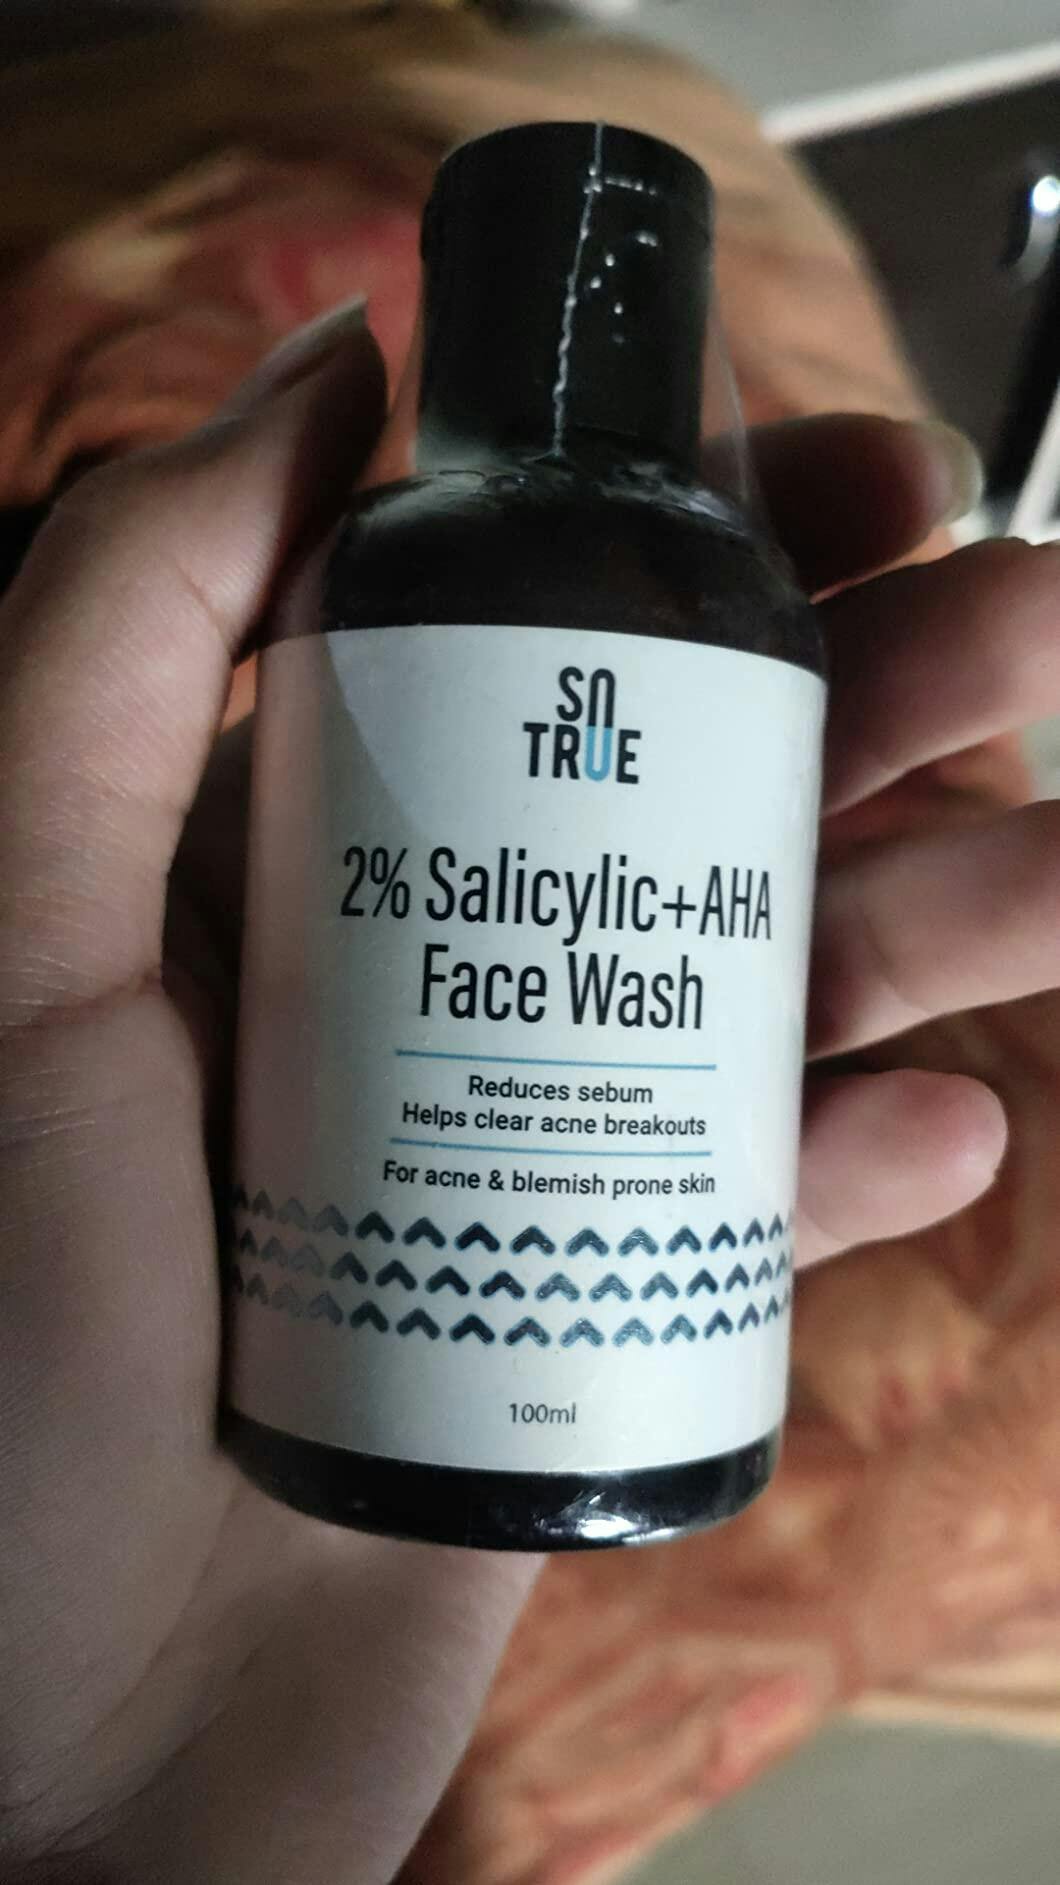 SO
TRUE
2% Salicylic+AHA
Face Wash
Reduces sebum
Helps clear acne breakouts
For acne & blemish prone skin
100ml